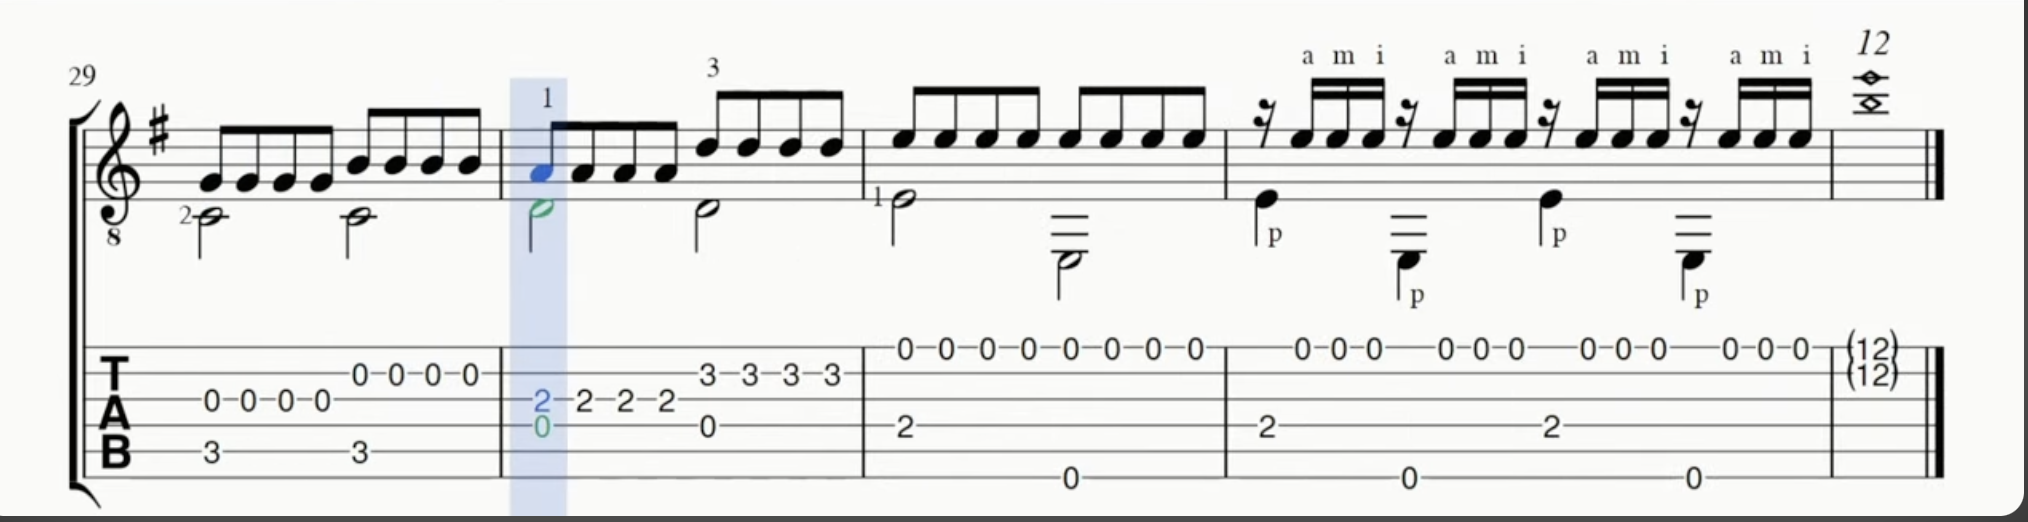 12
a m i a m i a m i a m i
3
29
1
2
1
8
p p
p p
0 0 0 0 0 0 0 0 0 0 0 0 0 0 0 0 0 0 0 0 (12)
T 0 0 0 0 3 3 3 3 (12)
A 0 0 0 0 2 2 2 2
0 0 2 2 2
B 3 3
0 0 0